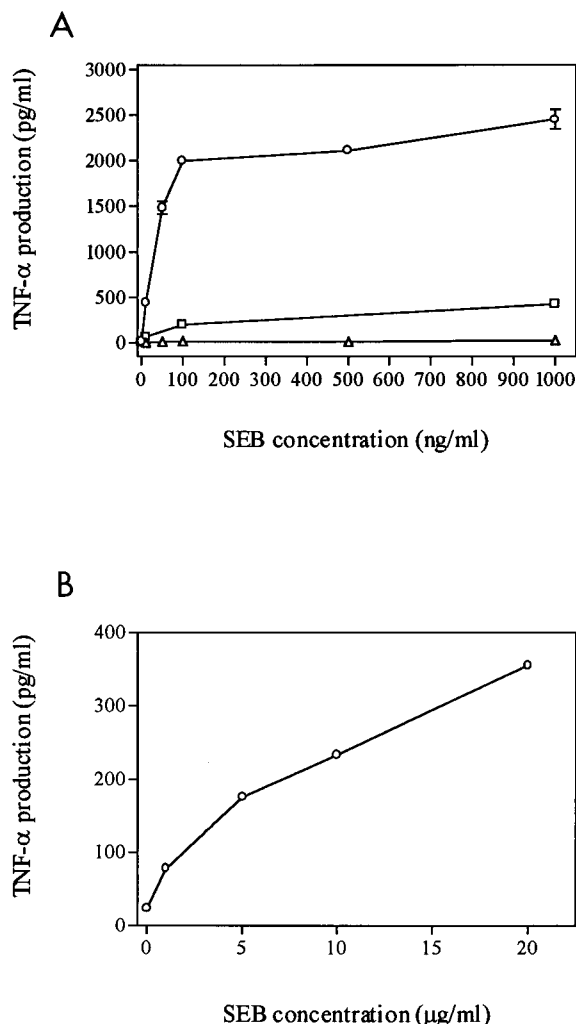 A
TNF-α production (pg/ml)
3000
2500
2000
1500
1000
500
0
0 100 200 300 400 500 600 700 800 900 1000
SEB concentration (ng/ml)
B
TNF-α production (pg/ml)
400
300
200
100
0
0 5 10 15 20
SEB concentration (μg/ml)